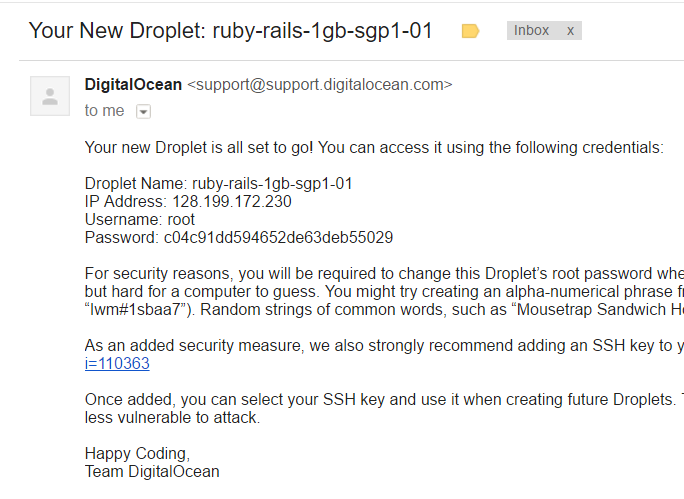 Your New Droplet: ruby-rails-1gb-sgp1-01 Inbox x
DigitalOcean <support@support.digitalocean.com>
to me
Your new Droplet is all set to go! You can access it using the following credentials:
Droplet Name: ruby-rails-1gb-sgp1-01
IP Address: 128.199.172.230
Username: root
Password: c04c91dd594652de63deb55029
For security reasons, you will be required to change this Droplet's root password
but hard for a computer to guess. You might try creating an alpha-numerical phrase
“Iwm#1sbaa7”). Random strings of common words, such as “Mousetrap Sandwich
As an added security measure, we also strongly recommend adding an SSH key to
i=110363
Once added, you can select your SSH key and use it when creating future Droplets.
less vulnerable to attack.
Happy Coding,
Team DigitalOcean